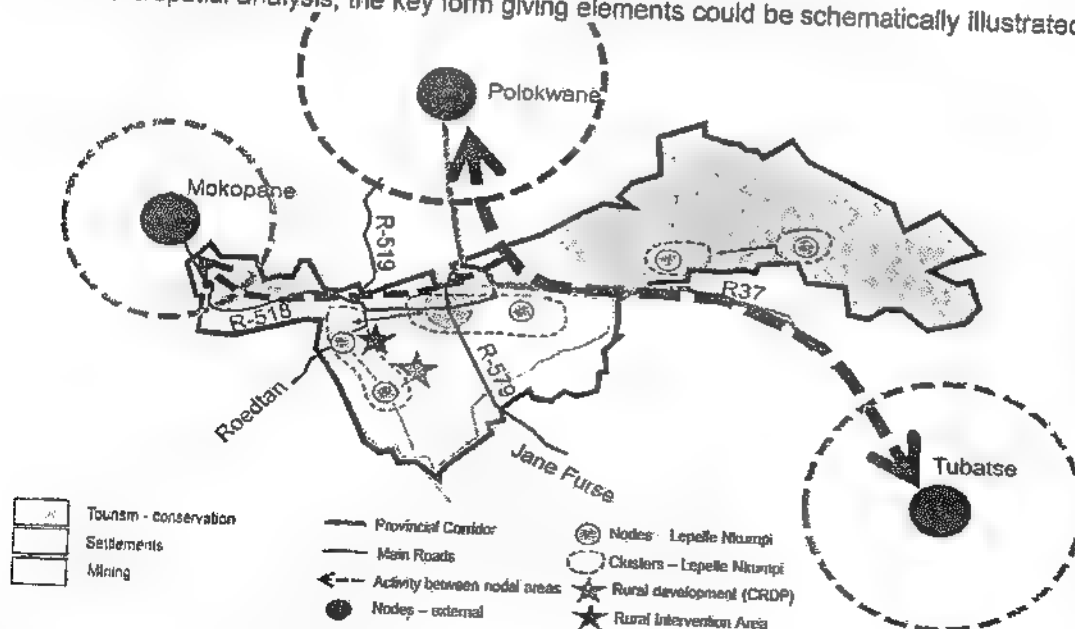 spatial analysis, the key form giving elements could be schematically illustrated
Polokwane
Mokopane
R-519
R-518
R37
R-579
Roedtan
Jane Furse
Tubatse
Tourism - conservation
Settlements
Mining
Provincial Corridor
Main Roads
Activity between nodal areas
Nodes – external
Nodes - Lepelle Nkumpi
Clusters – Lepelle Nkumpi
Rural development (CRDP)
Rural Intervention Area